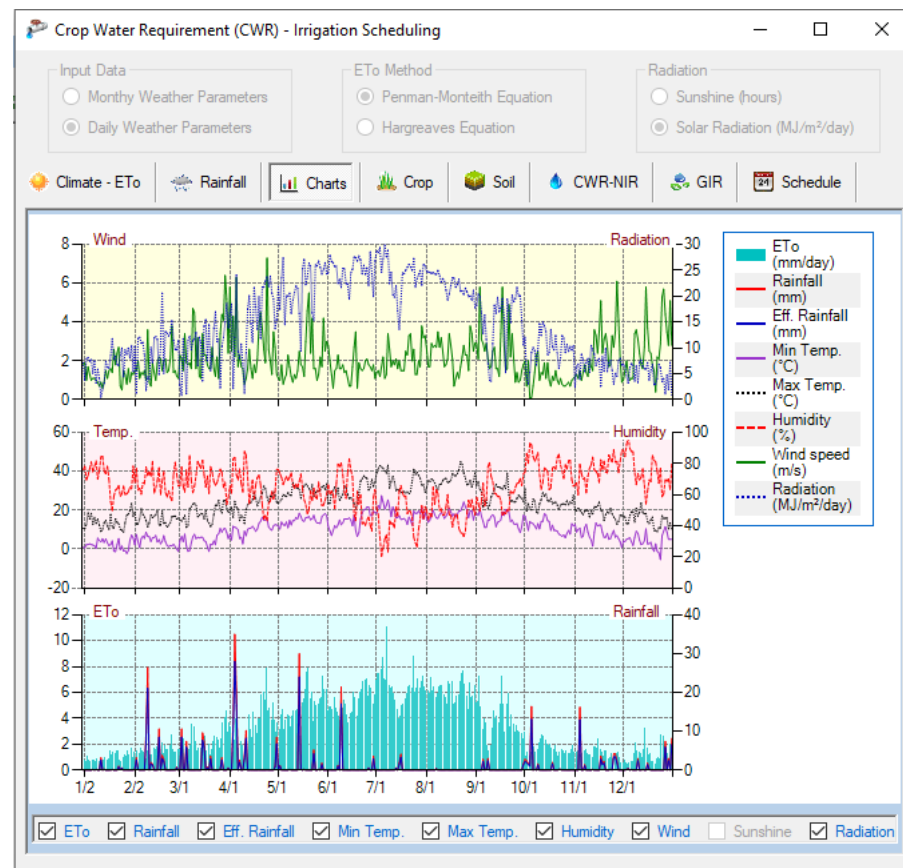 Crop Water Requirement (CWR) - Irrigation Scheduling
Input Data
Monthy Weather Parameters
Daily Weather Parameters
ETo Method
Penman-Monteith Equation
Hargreaves Equation
Radiation
Sunshine (hours)
Solar Radiation (MJ/m²/day)
Climate - ETo Rainfall Charts Crop Soil CWR-NIR GIR 24 Schedule
Wind Radiation
8 30
25
6
20
4 15
10
2
5
0 0
Temp. Humidity
60 100
40 80
60
20
40
0
20
-20 0
ETo Rainfall
12 40
10
30
8
6 20
4
10
2
0 0
1/2 2/2 3/1 4/1 5/1 6/1 7/1 8/1 9/1 10/1 11/1 12/1
ETo
(mm/day)
Rainfall
(mm)
Eff. Rainfall
(mm)
Min Temp.
(°C)
Max Temp.
(°C)
Humidity
(%)
Wind speed
(m/s)
Radiation
(MJ/m²/day)
ETo Rainfall Eff. Rainfall Min Temp. Max Temp. Humidity Wind Sunshine Radiation